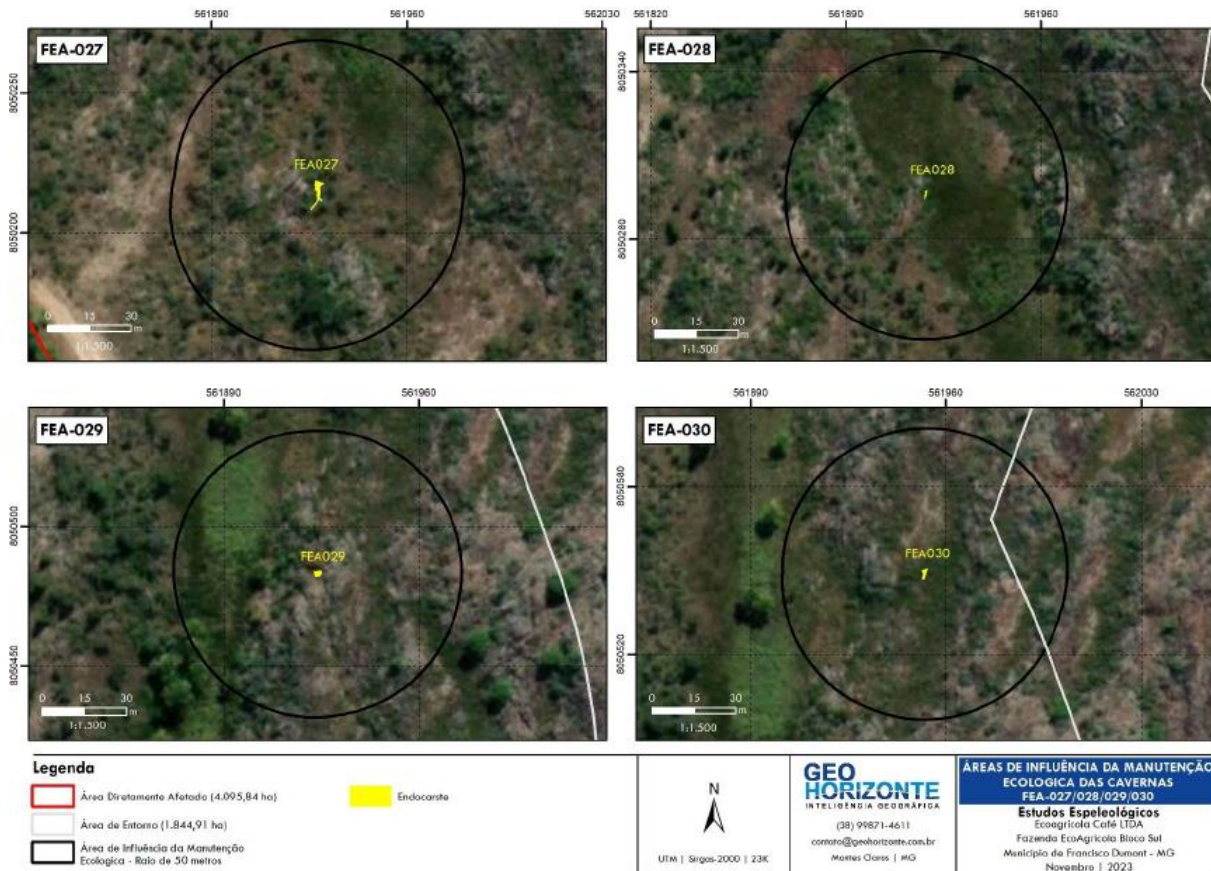 561890 561960 562030
FEA-027
8050250
8050200
FEA027
0 15 30
m
1:1.500
561820 561890 561960
FEA-028
8050340
8050280
FEA028
0 15 30
m
1:1.500
561890 561960
FEA-029
8050500
8050450
FEA029
0 15 30
m
1:1.500
561890 561960 562030
FEA-030
8050580
8050520
FEA030
0 15 30
m
1:1.500
Legenda
Área Diretamente Afetado (4.095,84 ha)
Área de Entorno (1.844,91 ha)
Área de Influência da Manutenção
Ecologica - Raio de 50 metros
Endocarste
N
UTM | Sirgas-2000 | 23K
GEO
HORIZONTE
INTELIGÊNCIA GEOGRÁFICA
(38) 99871-4611
contato@geohorizonte.com.br
Montes Claros | MG
ÁREAS DE INFLUÊNCIA DA MANUTENÇÃO
ECOLOGICA DAS CAVERNAS
FEA-027/028/029/030
Estudos Espeleológicos
Ecoagrícola Café LTDA
Fazenda EcoAgrícola Bloco Sul
Município de Francisco Dumont - MG
Novembro | 2023